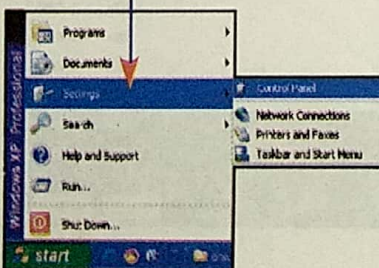 Programs
Documents
Settings
Search
Help and Support
Run...
Shut Down...
Windows XP Professional
start
Control Panel
Network Connections
Printers and Faxes
Taskbar and Start Menu